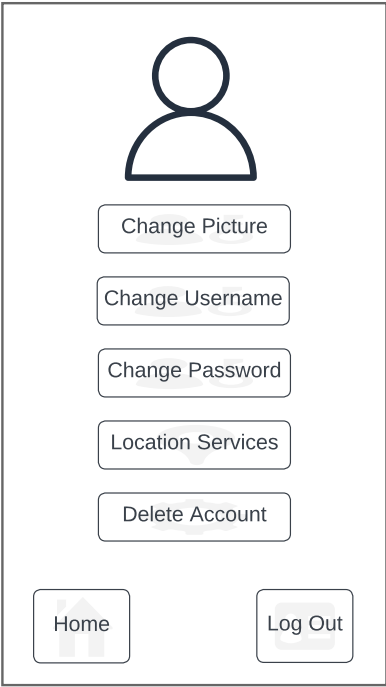 Change Picture
Change Username
Change Password
Location Services
Delete Account
Home
Log Out